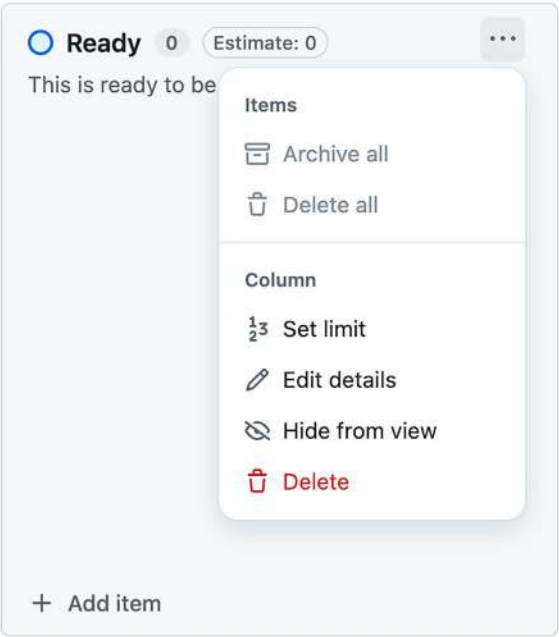 Ready 0 Estimate: 0
This is ready to be
Items
Archive all
Delete all
Column
Set limit
Edit details
Hide from view
Delete
+ Add item